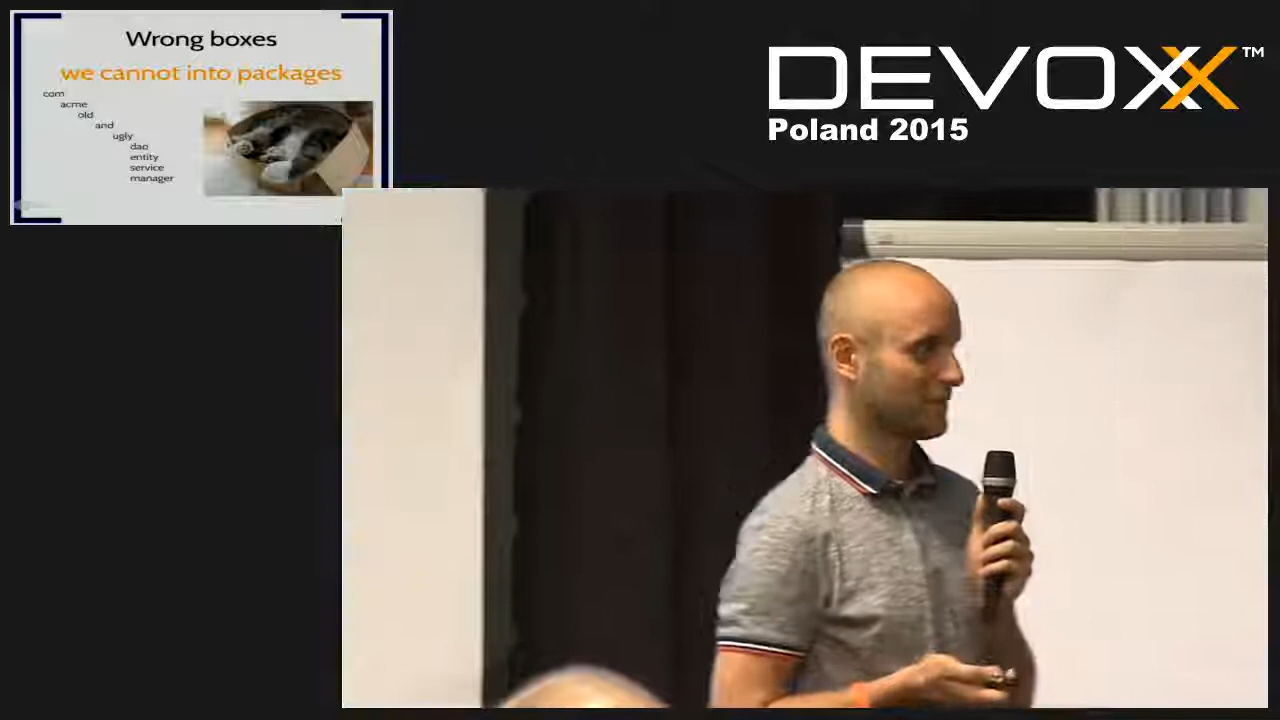 Wrong boxes
we cannot into packages
com
acme
old
and
ugly
dao
entity
service
manager
DEVOXX™
Poland 2015